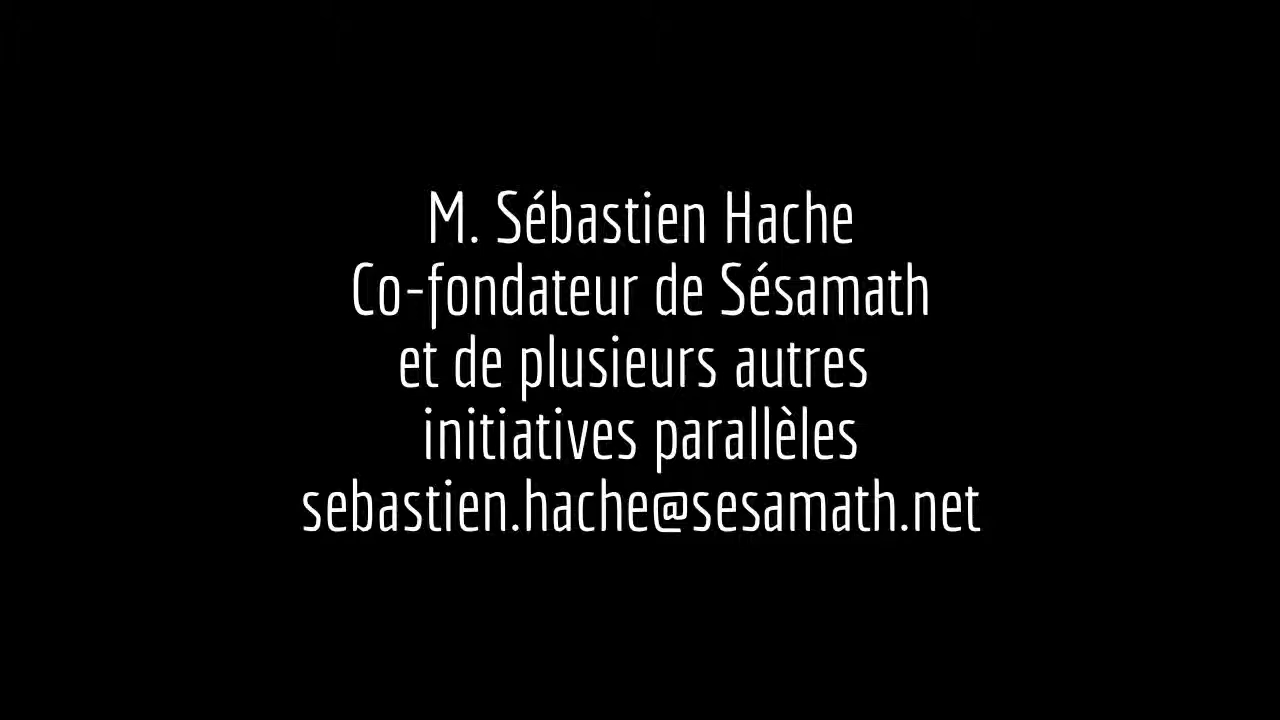 M. Sébastien Hache
Co-fondateur de Sésamath
et de plusieurs autres
initiatives parallèles
sebastien.hache@sesamath.net